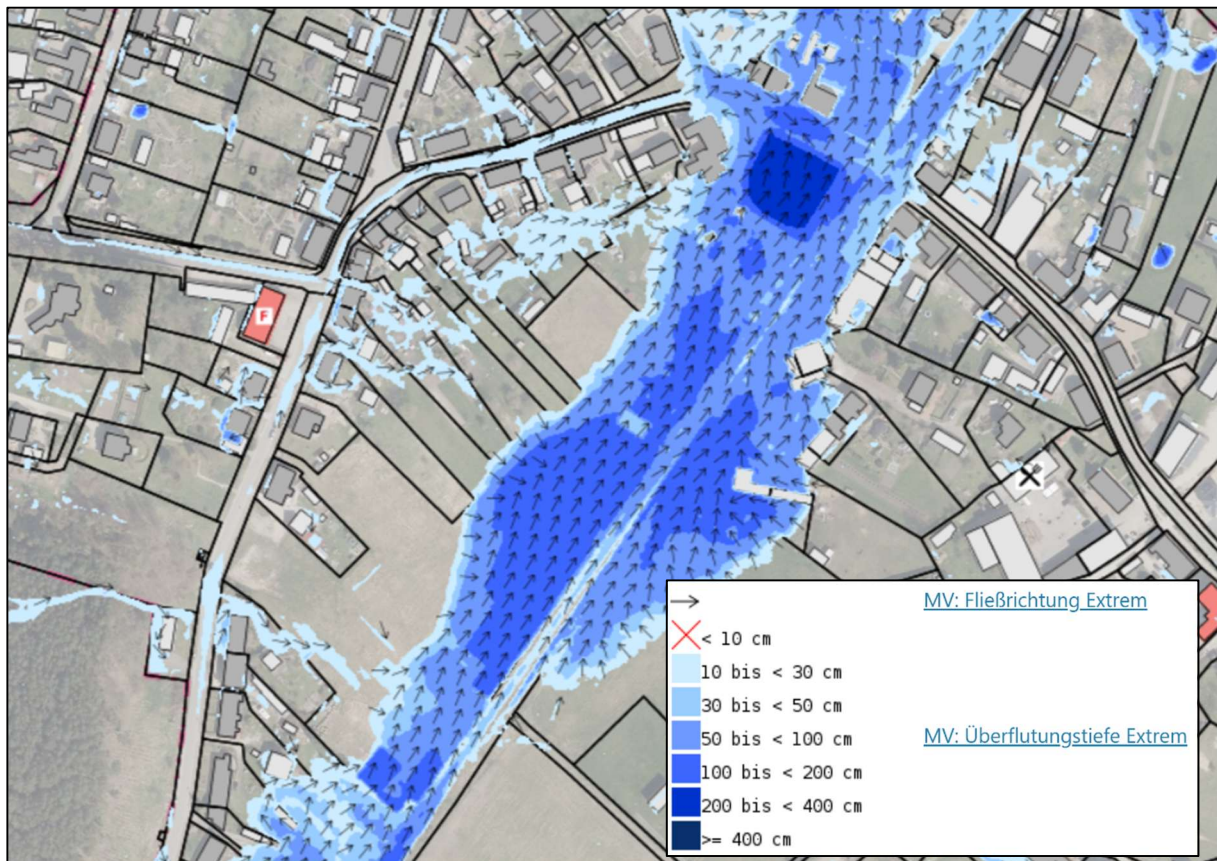 F
MV: Fließrichtung Extrem
< 10 cm
10 bis < 30 cm
30 bis < 50 cm
50 bis < 100 cm
MV: Überflutungstiefe Extrem
100 bis < 200 cm
200 bis < 400 cm
>= 400 cm